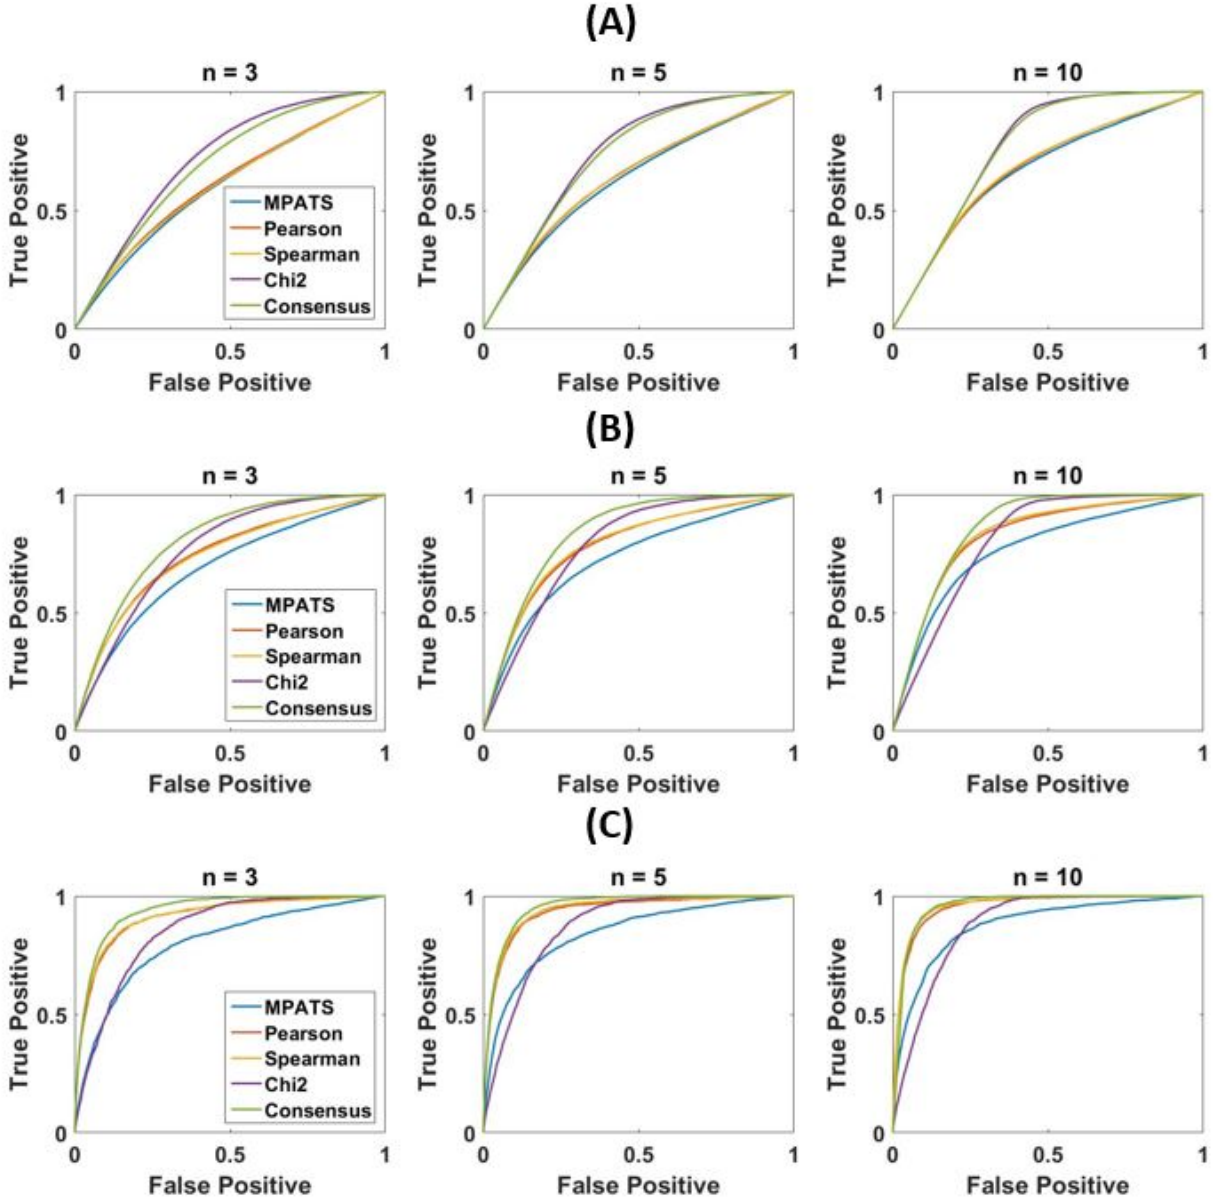 (A)
n = 3
n = 5
n = 10
1
0.5
0
True Positive
0
0.5
1
False Positive
MPATS
Pearson
Spearman
Chi2
Consensus
1
0.5
0
True Positive
0
0.5
1
False Positive
1
0.5
0
True Positive
0
0.5
1
False Positive
(B)
n = 3
n = 5
n = 10
1
0.5
0
True Positive
0
0.5
1
False Positive
MPATS
Pearson
Spearman
Chi2
Consensus
1
0.5
0
True Positive
0
0.5
1
False Positive
1
0.5
0
True Positive
0
0.5
1
False Positive
(C)
n = 3
n = 5
n = 10
1
0.5
0
True Positive
0
0.5
1
False Positive
MPATS
Pearson
Spearman
Chi2
Consensus
1
0.5
0
True Positive
0
0.5
1
False Positive
1
0.5
0
True Positive
0
0.5
1
False Positive